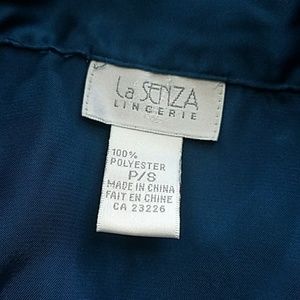 La SENZA
LINGERIE
100%
POLYESTER
P/S
MADE IN CHINA
FAIT EN CHINE
CA 23226